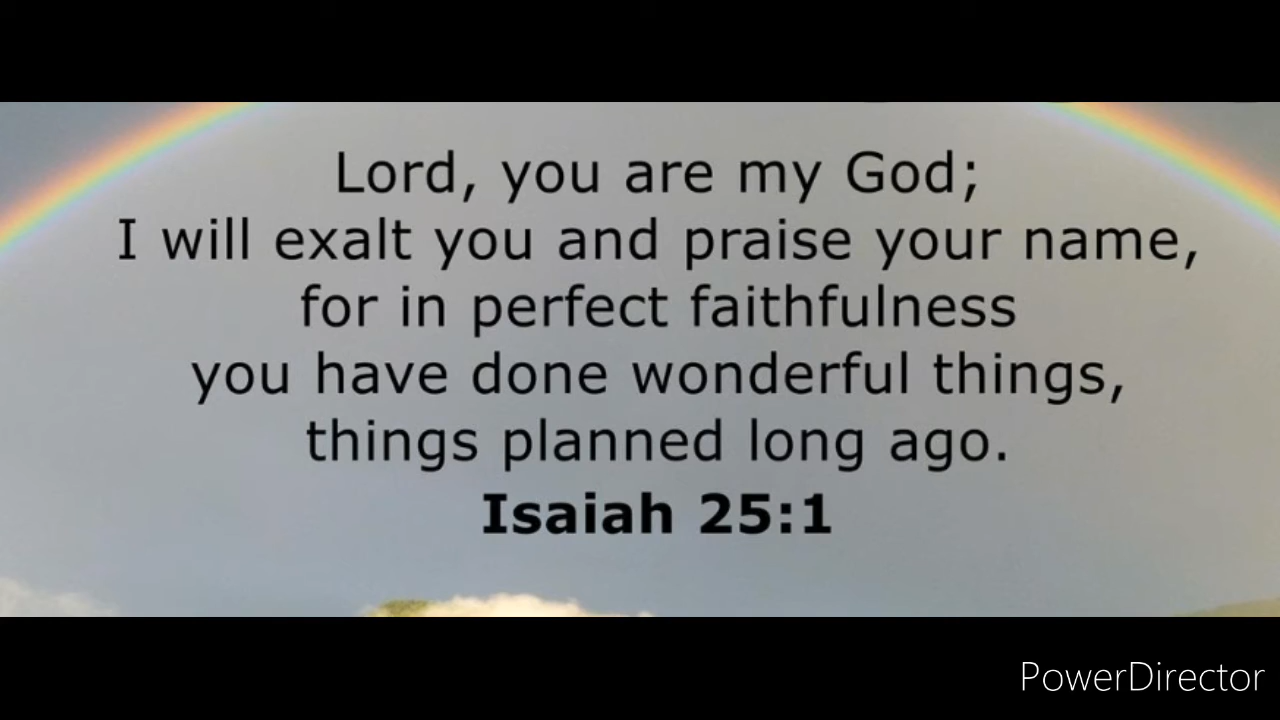 Lord, you are my God;
I will exalt you and praise your name,
for in perfect faithfulness
you have done wonderful things,
things planned long ago.
Isaiah 25:1
PowerDirector